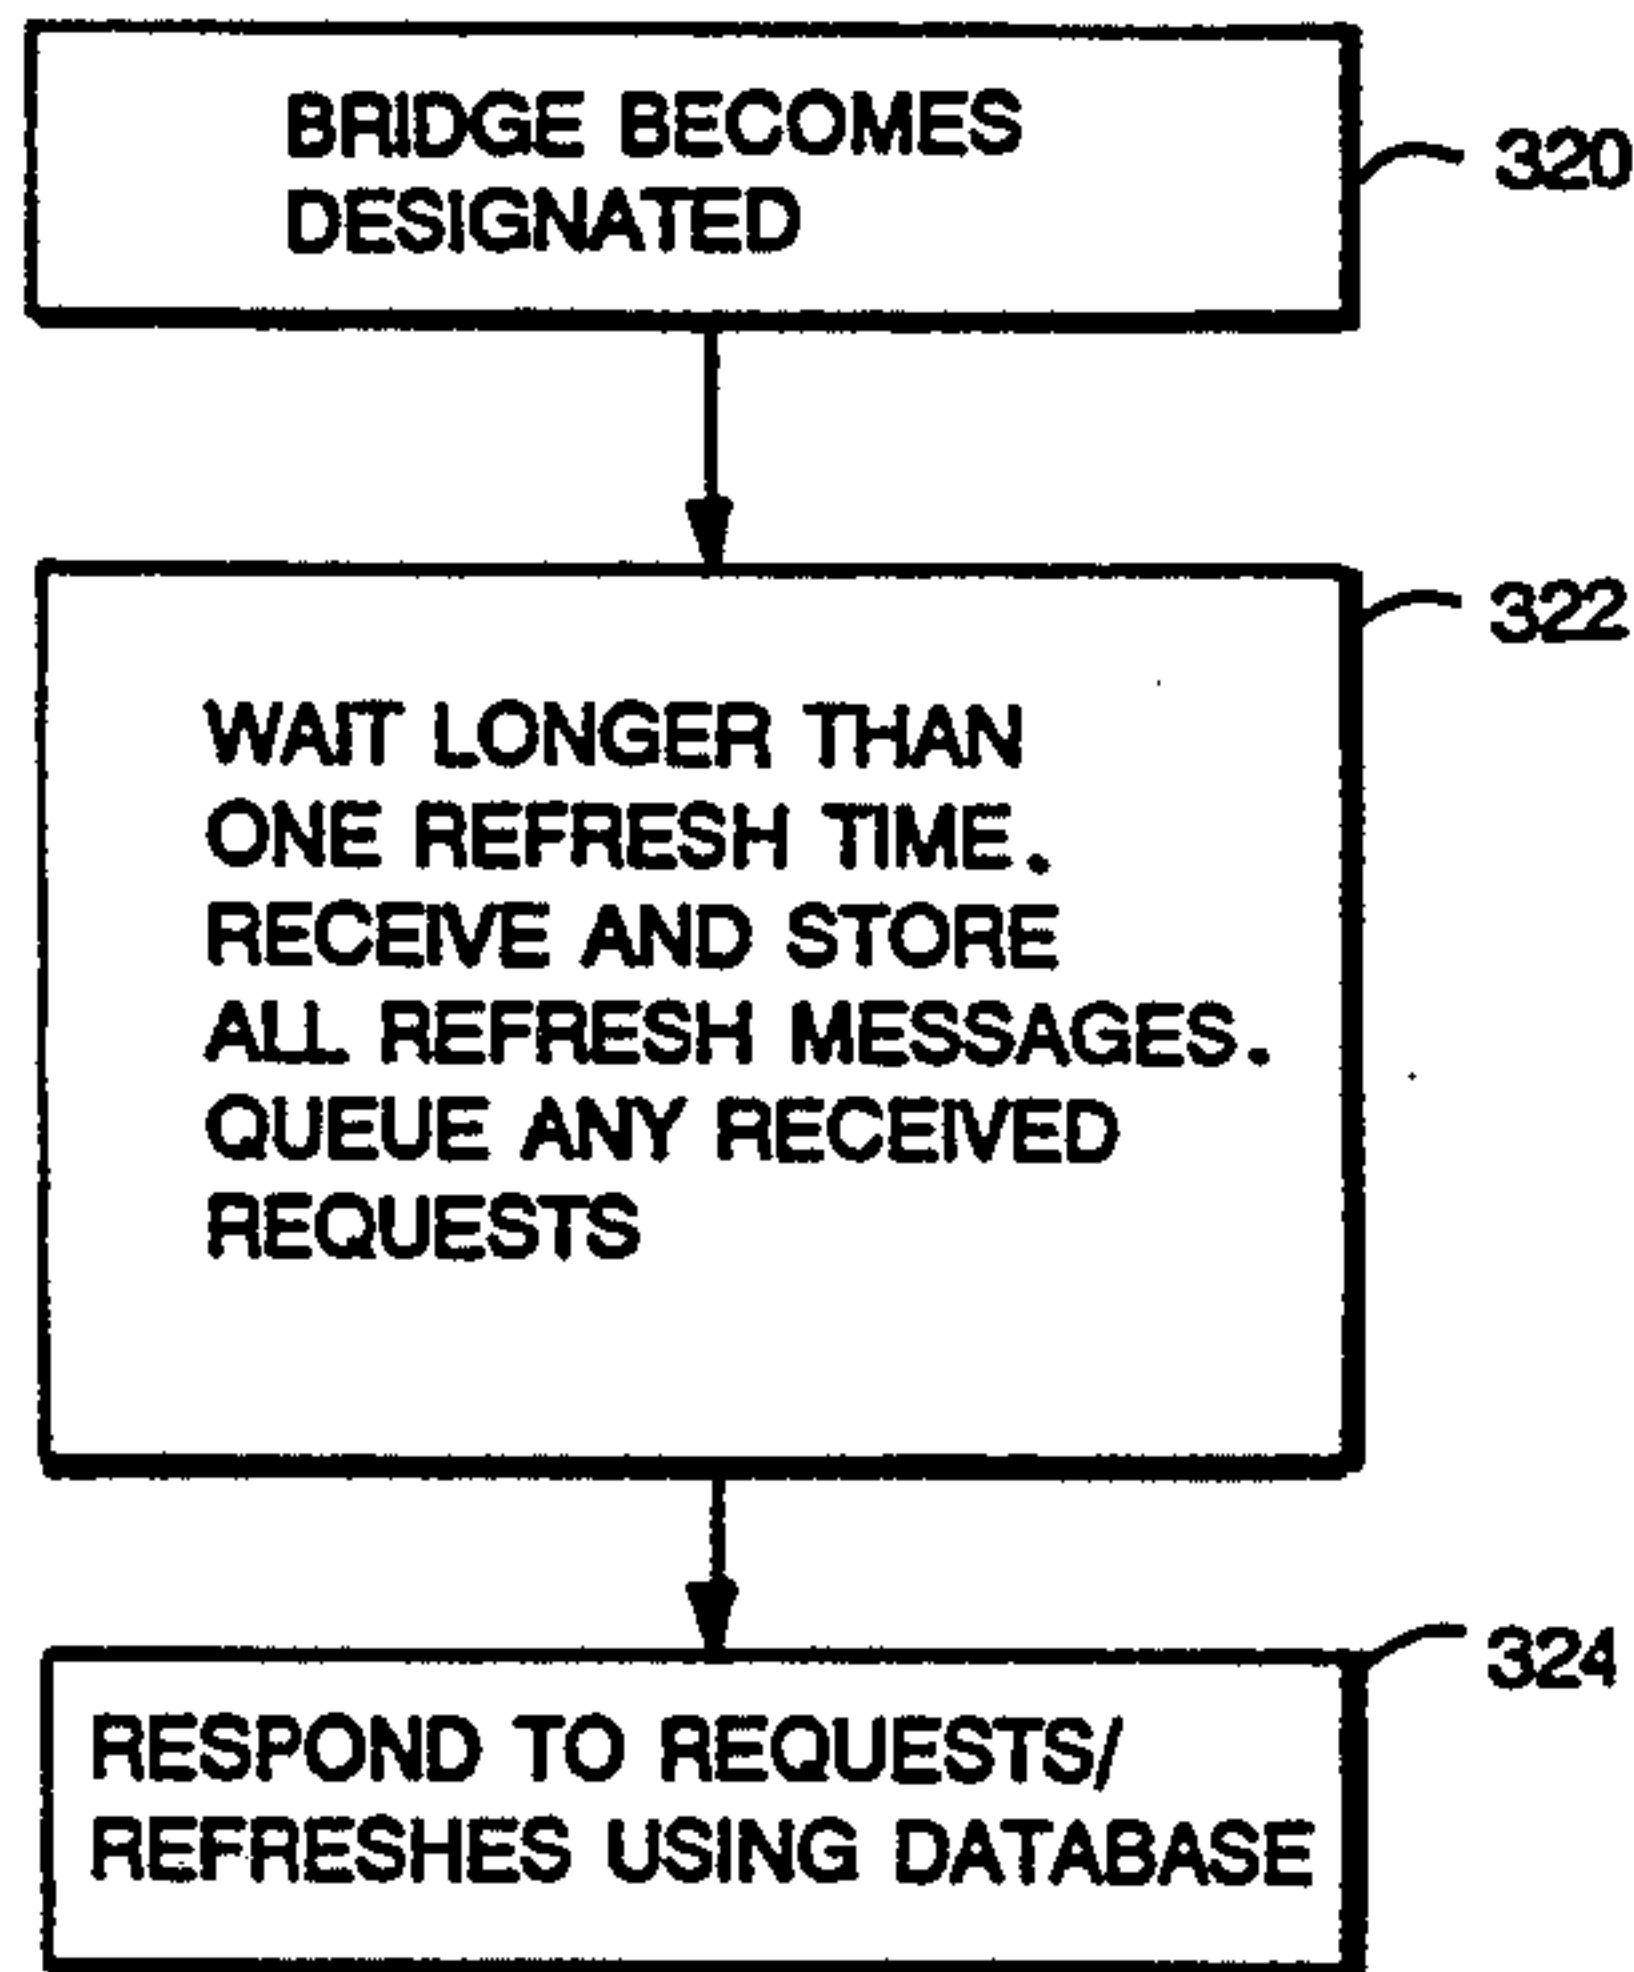 BRIDGE BECOMES
DESIGNATED
320
322
WAIT LONGER THAN
ONE REFRESH TIME.
RECEIVE AND STORE
ALL REFRESH MESSAGES.
QUEUE ANY RECEIVED
REQUESTS
324
RESPOND TO REQUESTS/
REFRESHES USING DATABASE